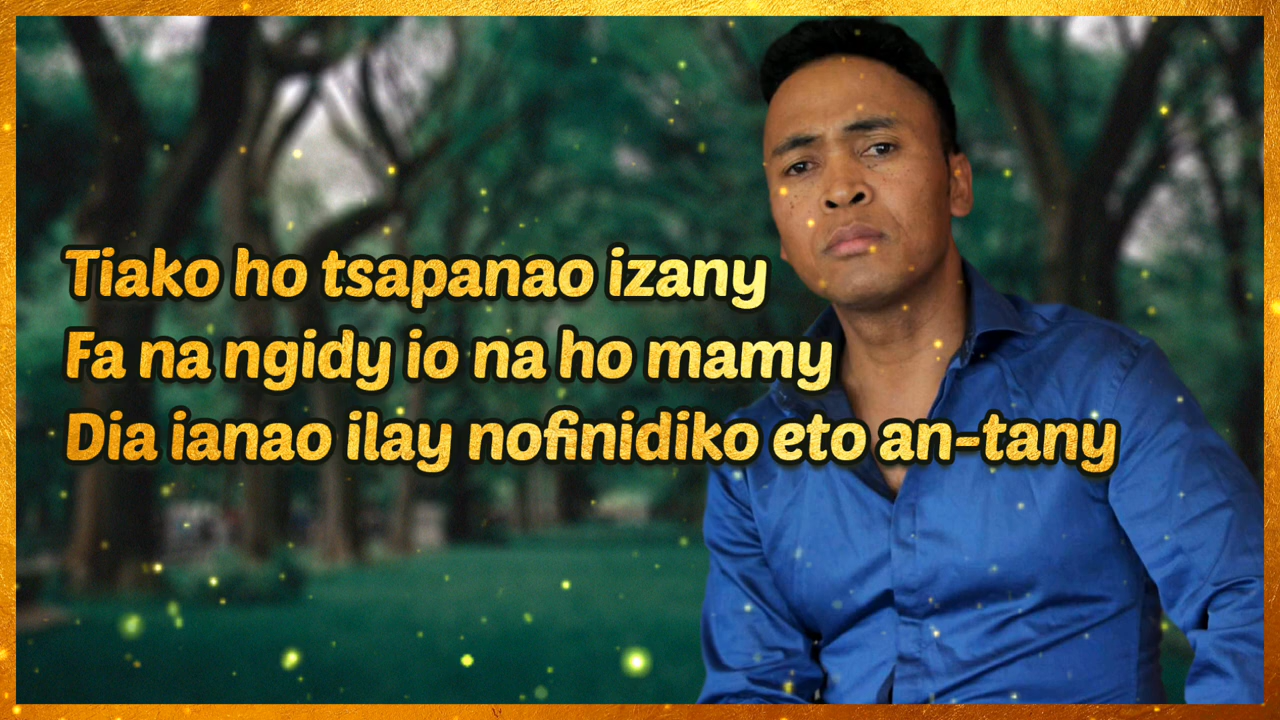 Tiako ho tsapanao izany
Fa na ngidy io na ho mamy
Dia ianao ilay nofinidiko eto an-tany